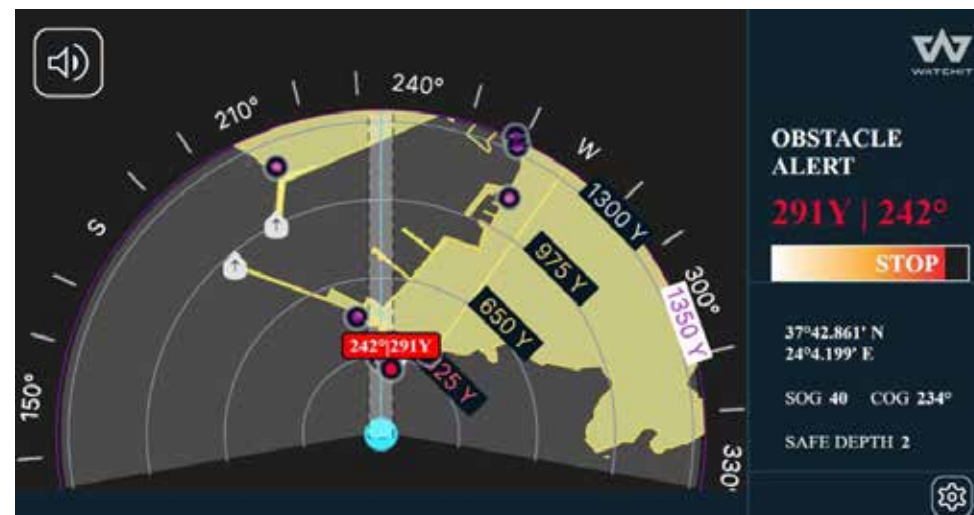 240°
210°
W
S
1300 Y
975 Y
300°
1350 Y
650 Y
242°|291Y
25 Y
150°
330°
WATCHIT
OBSTACLE
ALERT
291Y | 242°
STOP
37°42.861' N
24°4.199' E
SOG 40 COG 234°
SAFE DEPTH 2